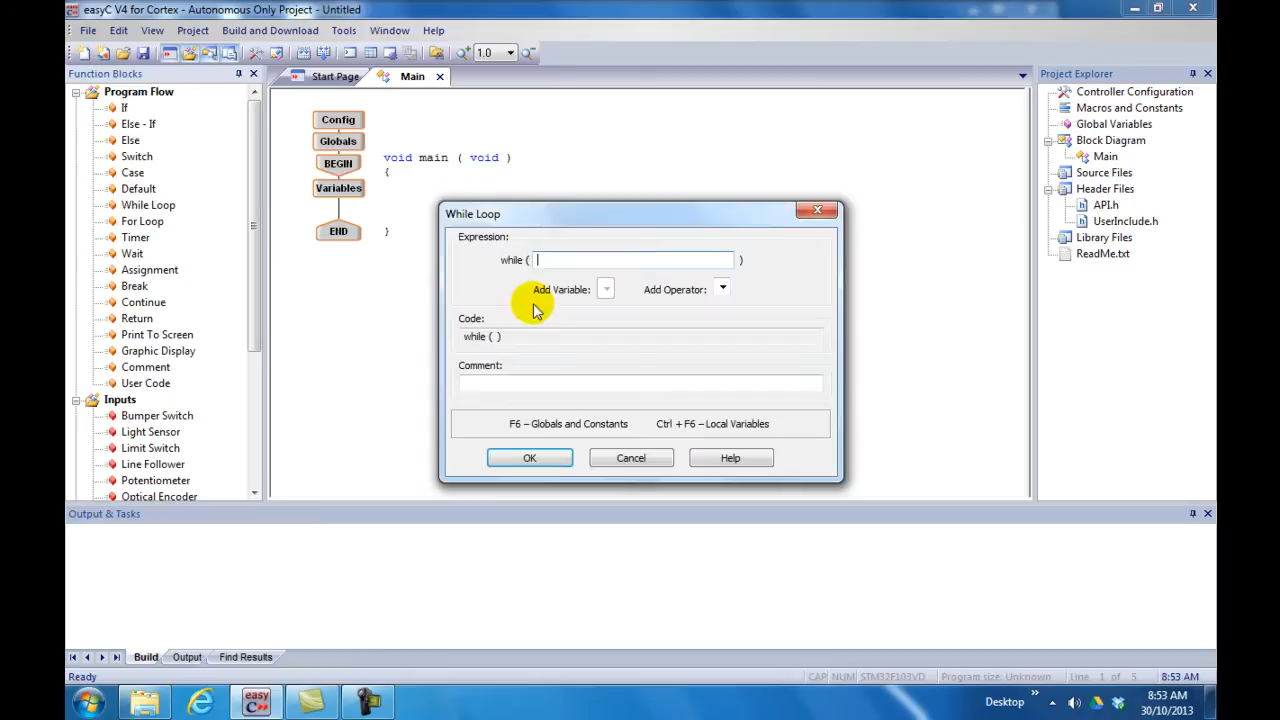 easyC V4 for Cortex - Autonomous Only Project - Untitled
File Edit View Project Build and Download Tools Window Help
1.0
Function Blocks
Program Flow
If
Else - If
Else
Switch
Case
Default
While Loop
For Loop
Timer
Wait
Assignment
Break
Continue
Return
Print To Screen
Graphic Display
Comment
User Code
Inputs
Bumper Switch
Light Sensor
Limit Switch
Line Follower
Potentiometer
Optical Encoder
Start Page Main
Config
Globals
BEGIN
Variables
END
void main ( void )
{
}
While Loop
Expression:
while ( )
Add Variable: Add Operator:
Code:
while ( )
Comment:
F6 – Globals and Constants Ctrl + F6 – Local Variables
OK Cancel Help
Project Explorer
Controller Configuration
Macros and Constants
Global Variables
Block Diagram
Main
Source Files
Header Files
API.h
UserInclude.h
Library Files
ReadMe.txt
Output & Tasks
Build Output Find Results
Ready CAP NUM STM32F103VD Program size: Unknown Line 1 of 5 8:53 AM
easy C++
Desktop
8:53 AM
30/10/2013